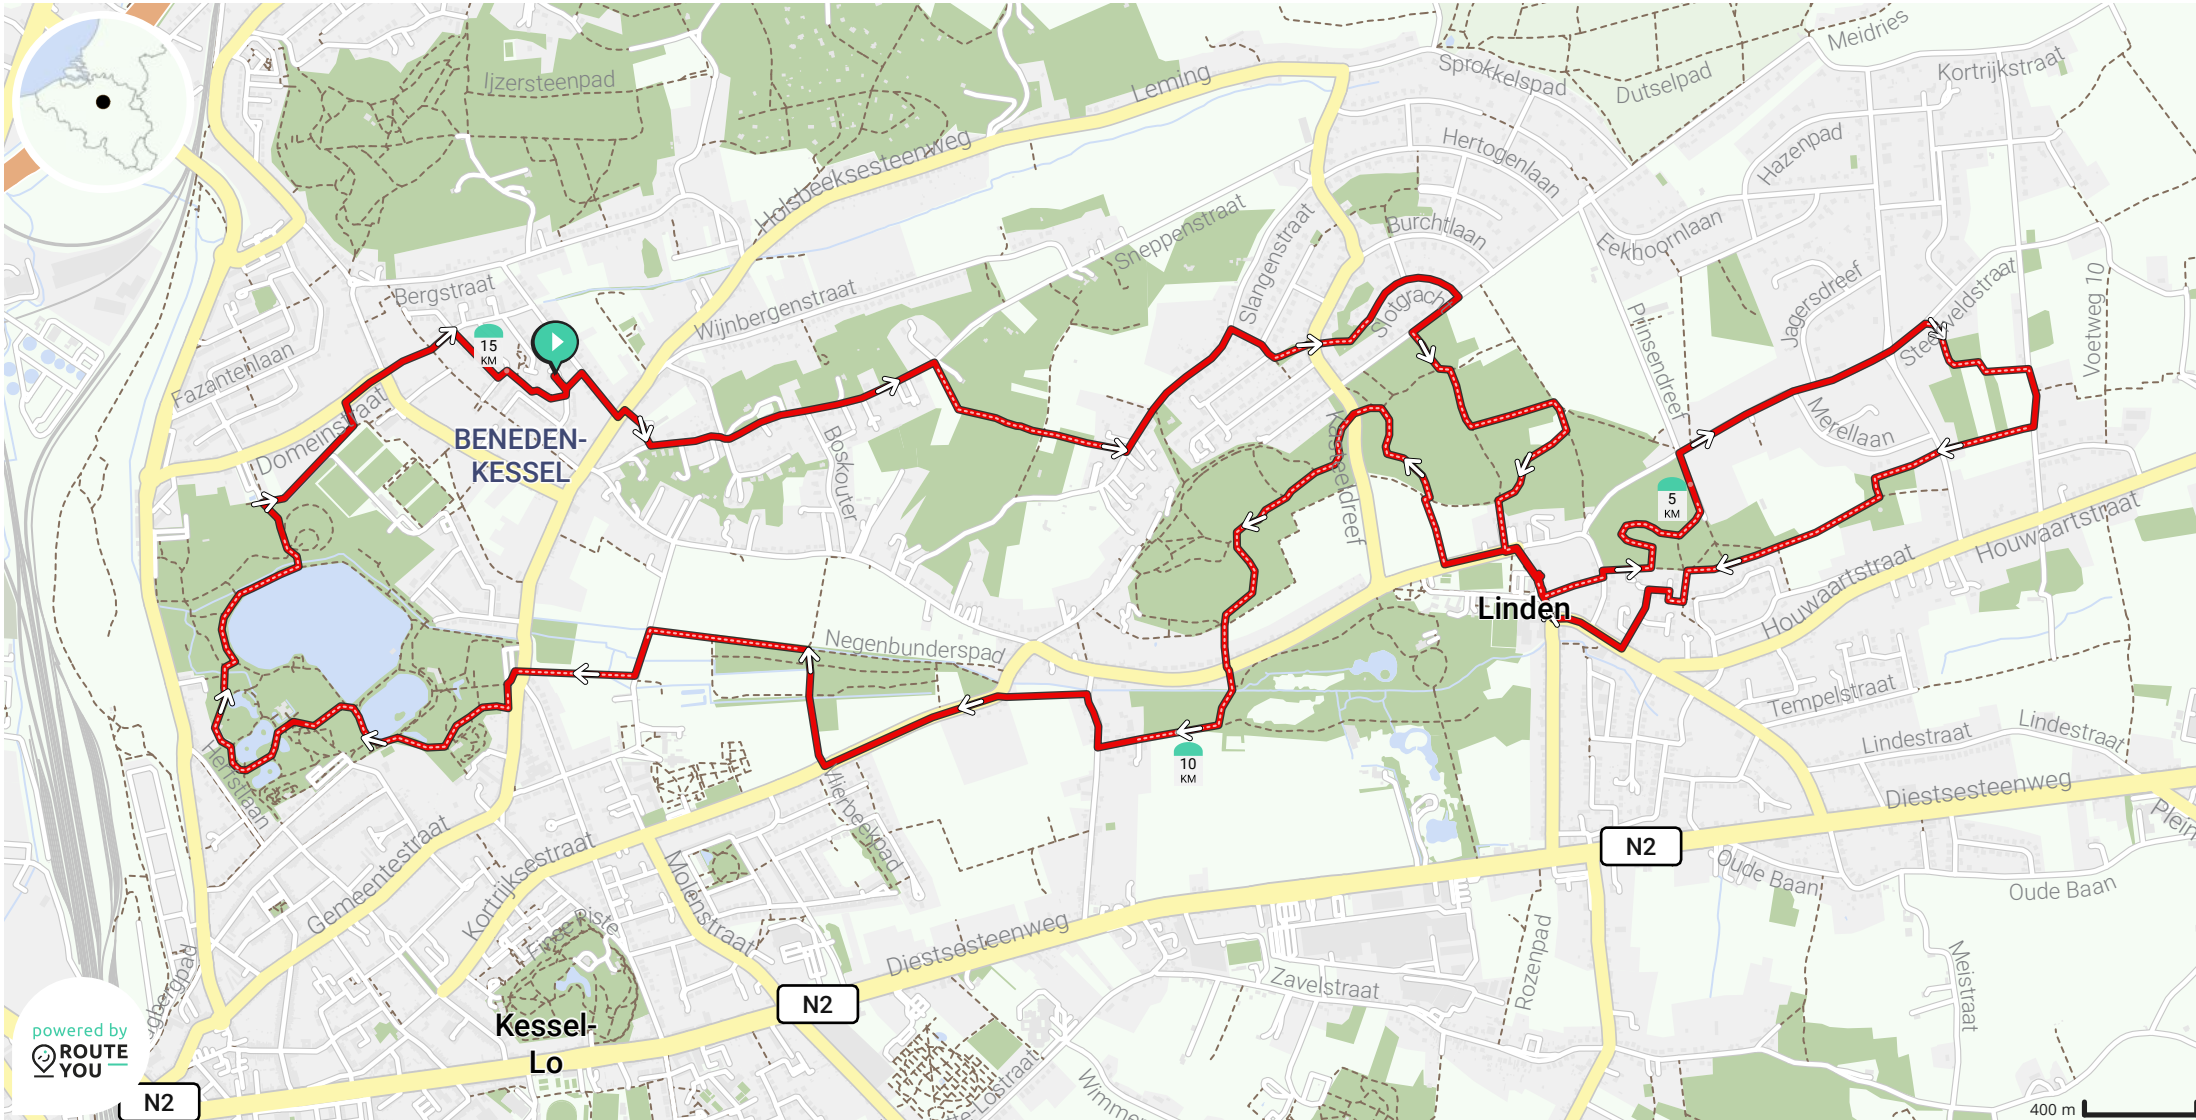 Meidries
Ijzersteenpad
Leming
Sprokkelspad
Dutselpad
Kortrijkstraat
Holsbeeksesteenweg
Hertogenlaan
Hazenpad
Sneppenstraat
Slangenstraat
Burchtlaan
Eekhoornlaan
Bergstraat
Wijnbergenstraat
Slotgracht
Prinsendreef
Jagersdreef
Steenveldstraat
Voetweg 10
15
KM
Fazantenlaan
Domeinstraat
BENEDEN-
KESSEL
Boskouter
Kasteeldreef
Merellaan
5
KM
Houwaartstraat
Houwaartstraat
Linden
Negenbunderspad
Tempelstraat
Lindestraat
Lindestraat
10
KM
Diestsesteenweg
Vlierbeekpad
Gemeentestraat
Kortrijksestraat
Molenstraat
N2
Oude Baan
Oude Baan
Diestsesteenweg
Zavelstraat
Rozenpad
Meistraat
N2
Kessel-
Lo
powered by
ROUTE
YOU
N2
400 m